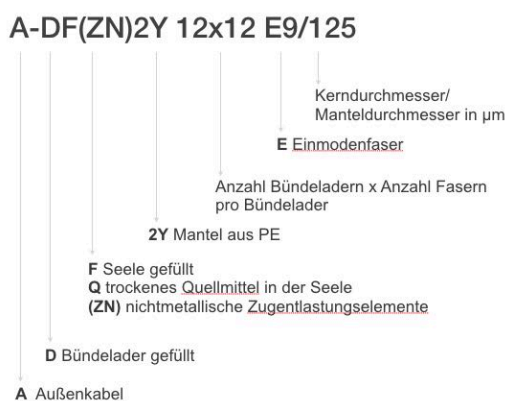 A-DF(ZN)2Y 12x12 E9/125
Kerndurchmesser/
Manteldurchmesser in µm
E Einmodenfaser
Anzahl Bündeladern x Anzahl Fasern
pro Bündelader
2Y Mantel aus PE
F Seele gefüllt
Q trockenes Quellmittel in der Seele
(ZN) nichtmetallische Zugentlastungselemente
D Bündelader gefüllt
A Außenkabel